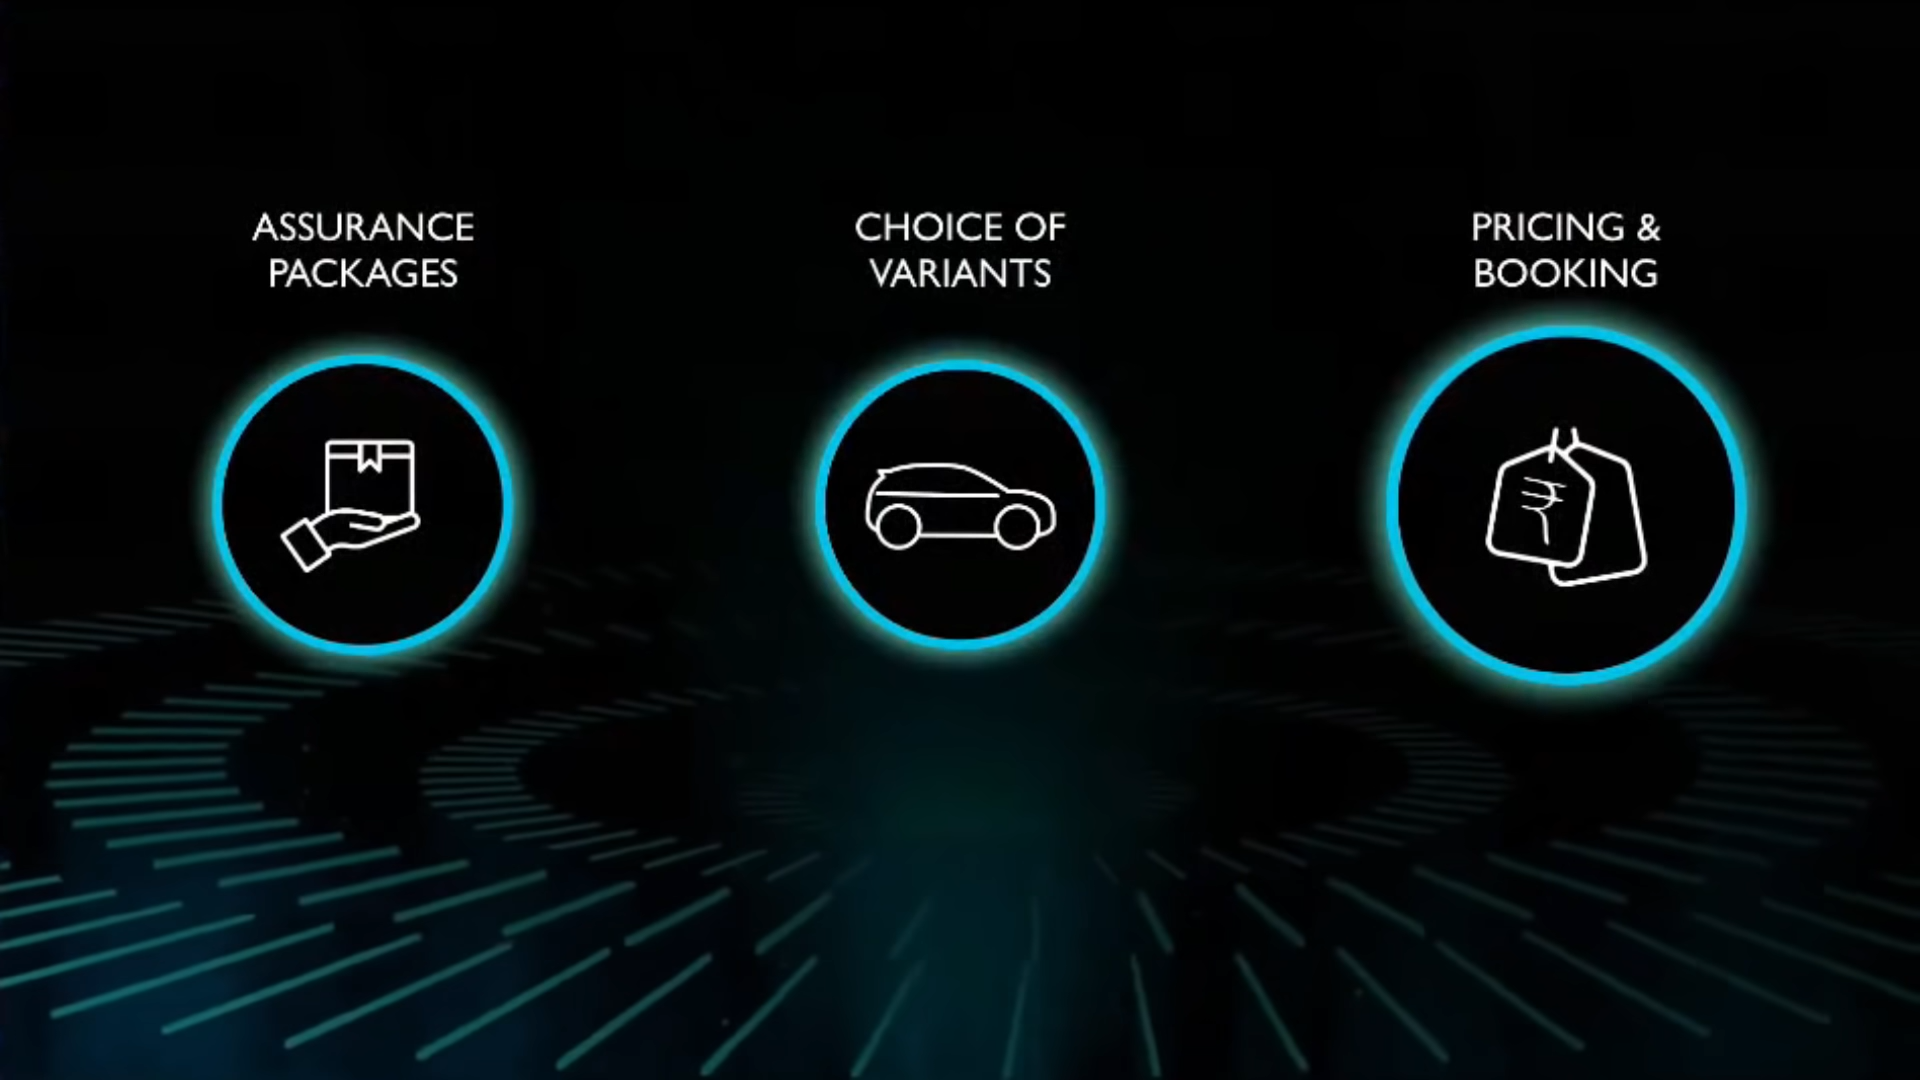 ASSURANCE
PACKAGES
CHOICE OF
VARIANTS
PRICING &
BOOKING
₹